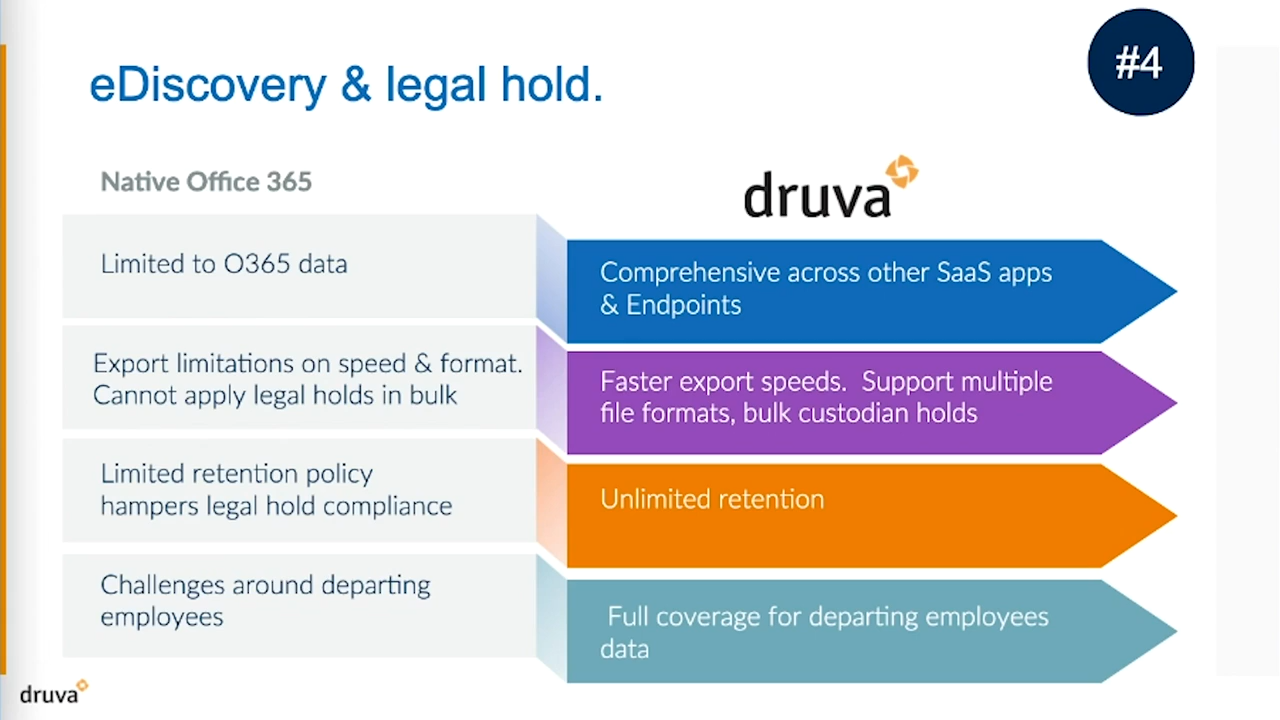 #4
eDiscovery & legal hold.
Native Office 365
druva
Limited to O365 data
Comprehensive across other SaaS apps
& Endpoints
Export limitations on speed & format.
Cannot apply legal holds in bulk
Faster export speeds.  Support multiple
file formats, bulk custodian holds
Limited retention policy
hampers legal hold compliance
Unlimited retention
Challenges around departing
employees
Full coverage for departing employees
data
druva